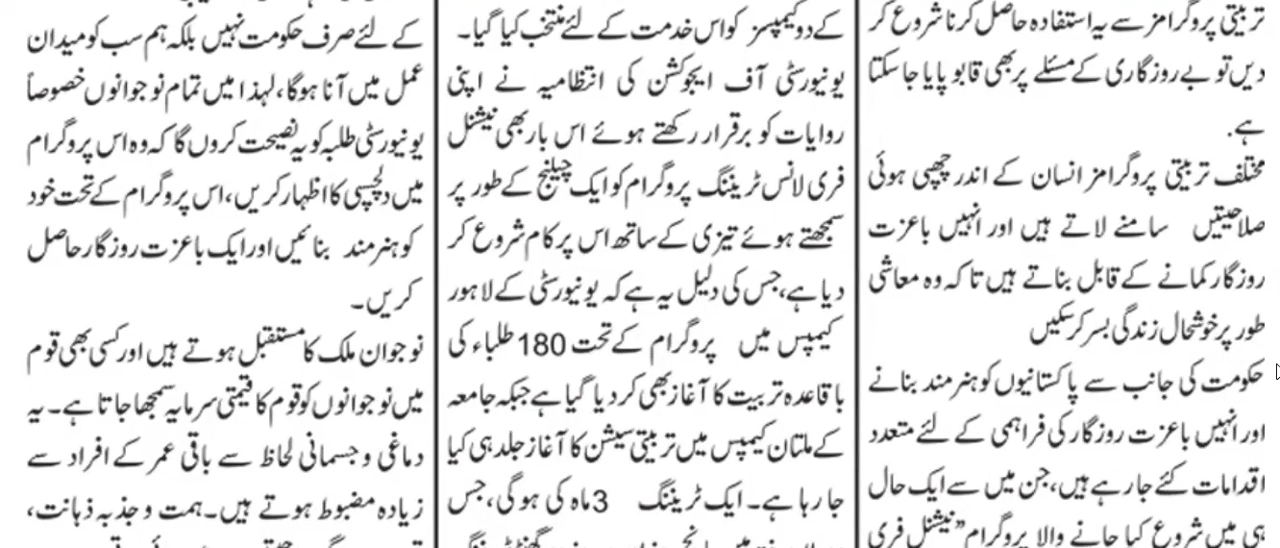 تربیتی پروگرامز سے یہ استفادہ حاصل کرنا شروع کر
دیں تو بے روزگاری کے مسئلے پر بھی قابو پایا جا سکتا
ہے.
مختلف تربیتی پروگرامز انسان کے اندر چھپی ہوئی
صلاحیتیں سامنے لاتے ہیں اور انہیں باعزت
روزگار کمانے کے قابل بناتے ہیں تا کہ وہ معاشی
طور پر خوشحال زندگی بسر کر سکیں
حکومت کی جانب سے پاکستانیوں کو ہنرمند بنانے
اور انہیں باعزت روزگار کی فراہمی کے لئے متعدد
اقدامات کئے جا رہے ہیں، جن میں سے ایک حال
ہی میں شروع کیا جانے والا پروگرام ”نیشنل فری
کے دو کیمپسز کو اس خدمت کے لئے منتخب کیا گیا۔
یونیورسٹی آف ایجوکشن کی انتظامیہ نے اپنی
روایات کو برقرار رکھتے ہوئے اس بار بھی نیشنل
فری لانس ٹریننگ پروگرام کو ایک چیلنج کے طور پر
سمجھتے ہوئے تیزی کے ساتھ اس پر کام شروع کر
دیا ہے، جس کی دلیل یہ ہے کہ یونیورسٹی کے لاہور
کیمپس میں پروگرام کے تحت 180 طلباء کی
با قاعدہ تربیت کا آغاز بھی کر دیا گیا ہے جبکہ جامعہ
کے ملتان کیمپس میں تربیتی سیشن کا آغاز جلد ہی کیا
جا رہا ہے۔ ایک ٹریننگ 3 ماہ کی ہو گی، جس
کے لئے صرف حکومت نہیں بلکہ ہم سب کو میدان
عمل میں آنا ہوگا، لہذا میں تمام نوجوانوں خصوصاً
یونیورسٹی طلبہ کو یہ نصیحت کروں گا کہ وہ اس پروگرام
میں دلچسپی کا اظہار کریں، اس پروگرام کے تحت خود
کو ہنر مند بنائیں اور ایک باعزت روزگار حاصل
کریں۔
نوجوان ملک کا مستقبل ہوتے ہیں اور کسی بھی قوم
میں نوجوانوں کو قوم کا قیمتی سرمایہ سمجھا جاتا ہے۔ یہ
دماغی و جسمانی لحاظ سے باقی عمر کے افراد سے
زیادہ مضبوط ہوتے ہیں۔ ہمت و جذبہ ذہانت،